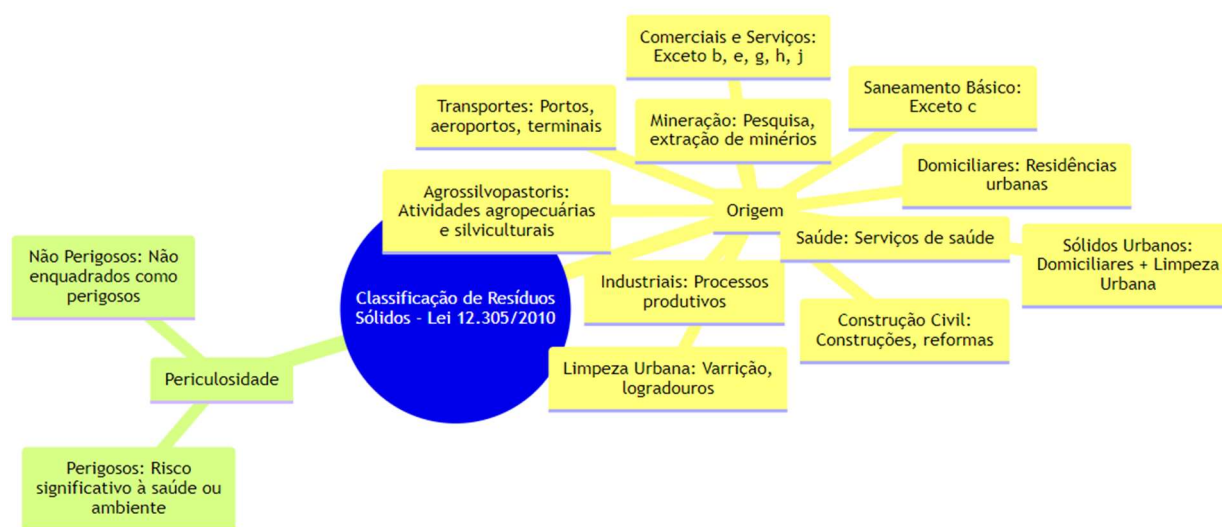 Comerciais e Serviços:
Exceto b, e, g, h, j
Saneamento Básico:
Exceto c
Transportes: Portos,
aeroportos, terminais
Mineração: Pesquisa,
extração de minérios
Domiciliares: Residências
urbanas
Agrossilvopastoris:
Atividades agropecuárias
e silviculturais
Origem
Saúde: Serviços de saúde
Sólidos Urbanos:
Domiciliares + Limpeza
Urbana
Não Perigosos: Não
enquadrados como
perigosos
Classificação de Resíduos
Sólidos - Lei 12.305/2010
Industriais: Processos
produtivos
Construção Civil:
Construções, reformas
Limpeza Urbana: Varrição,
logradouros
Periculosidade
Perigosos: Risco
significativo à saúde ou
ambiente